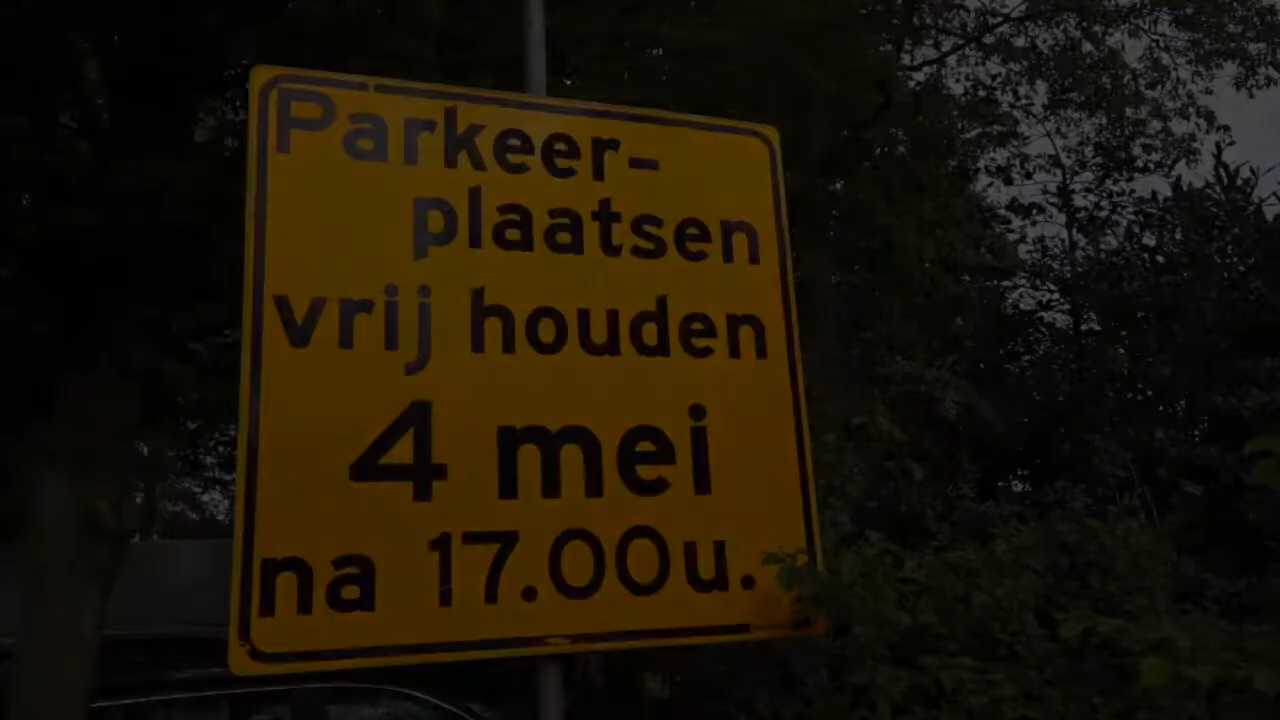 Parkeer-
plaatsen
vrij houden
4 mei
na 17.00u.